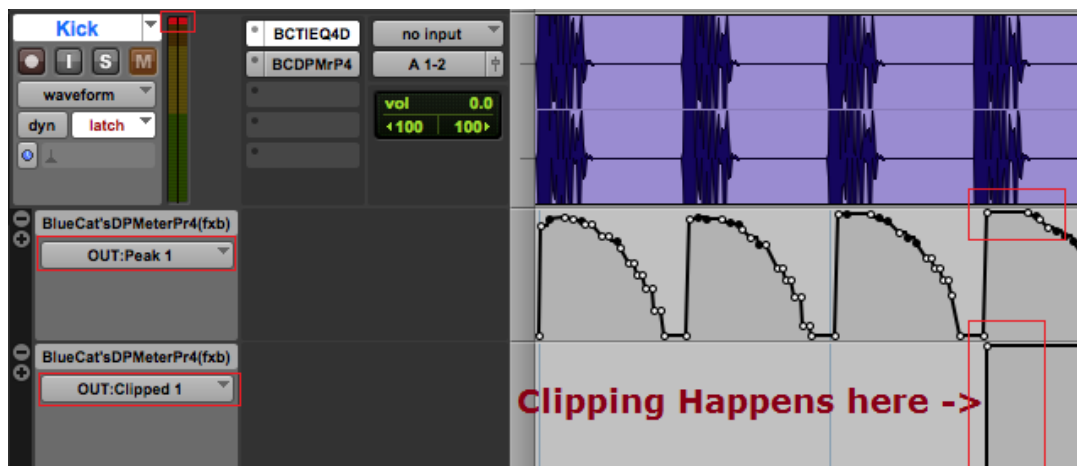 Kick
BCTIEQ4D
no input
I S M
BCDPMrP4
A 1-2
waveform
vol 0.0
dyn latch
100 100
BlueCat'sDPMeterPr4(fxb)
OUT:Peak 1
BlueCat'sDPMeterPr4(fxb)
OUT:Clipped 1
Clipping Happens here ->